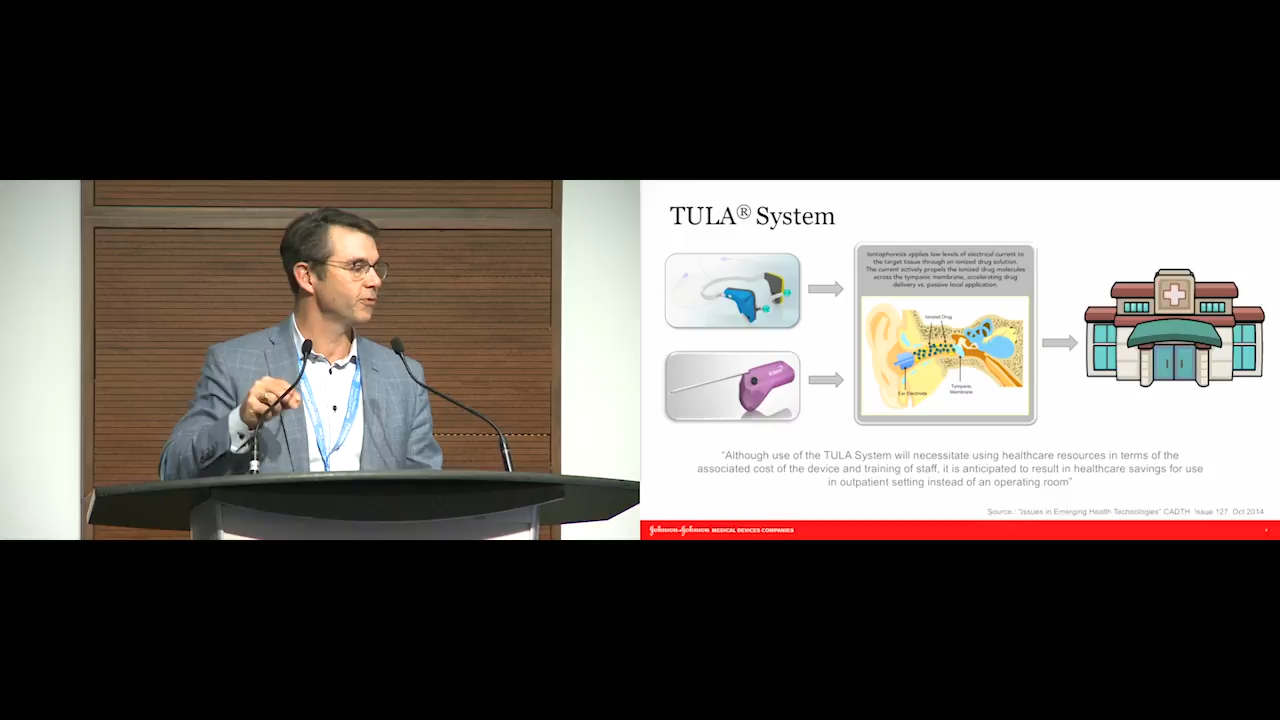 TULA® System
Iontophoresis applies low levels of electrical current to
the target tissue through an ionized drug solution.
The current actively propels the ionized drug molecules
across the tympanic membrane, accelerating drug
delivery vs. passive local application.
Ionized Drug
Ear Electrode
Tympanic
Membrane
“Although use of the TULA System will necessitate using healthcare resources in terms of the
associated cost of the device and training of staff, it is anticipated to result in healthcare savings for use
in outpatient setting instead of an operating room”
Source.: “Issues in Emerging Health Technologies” CADTH Issue 127 Oct 2014
Johnson & Johnson MEDICAL DEVICES COMPANIES